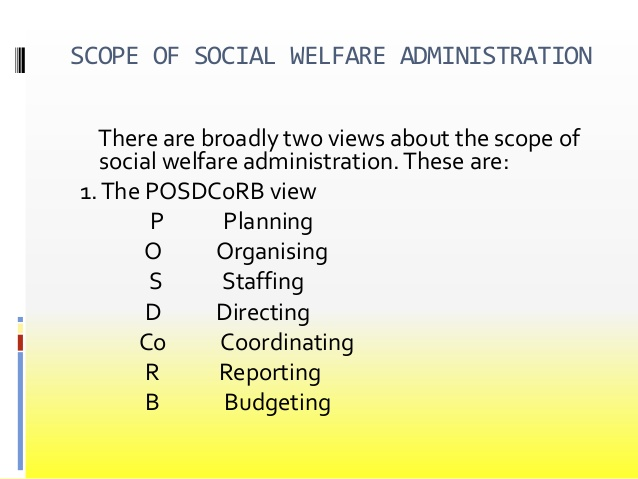 SCOPE OF SOCIAL WELFARE ADMINISTRATION
There are broadly two views about the scope of
social welfare administration. These are:
1. The POSDCoRB view
P Planning
O Organising
S Staffing
D Directing
Co Coordinating
R Reporting
B Budgeting